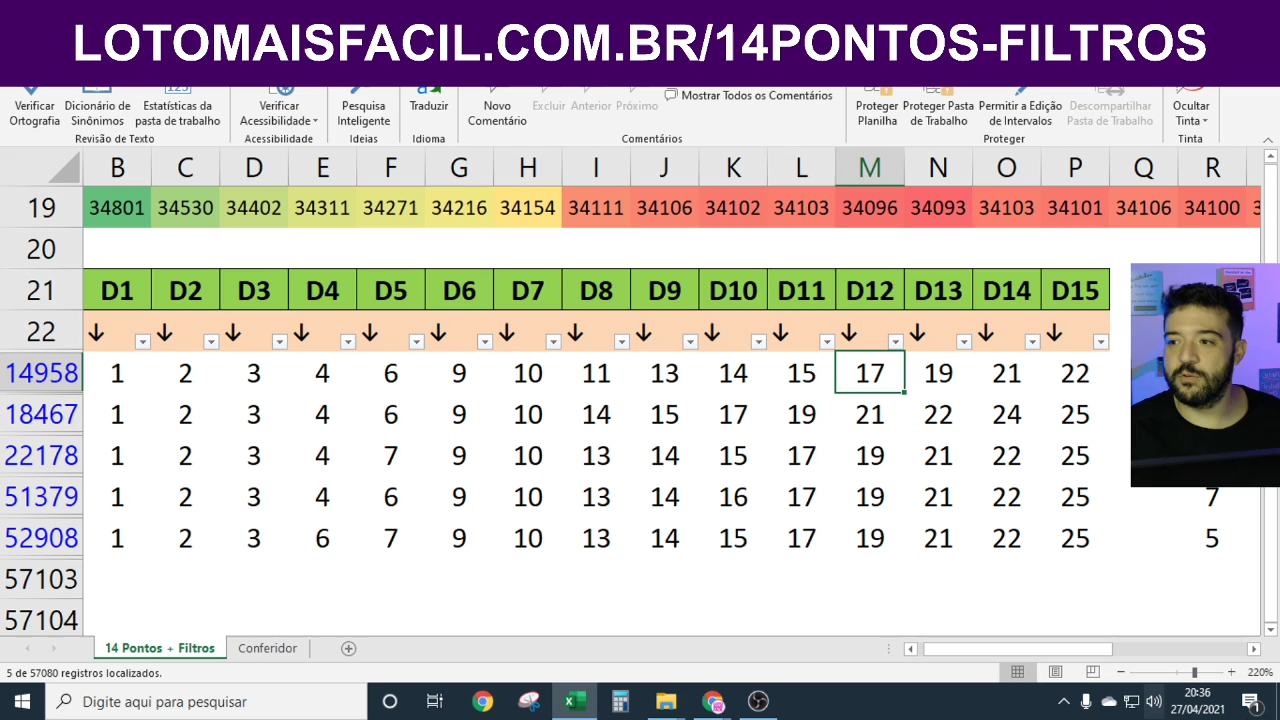 LOTOMAISFACIL.COM.BR/14PONTOS-FILTROS
Verificar Ortografia
Dicionário de Sinônimos
Estatísticas da pasta de trabalho
Revisão de Texto
Verificar Acessibilidade
Acessibilidade
Pesquisa Inteligente
Ideias
Traduzir
Idioma
Novo Comentário
Excluir
Anterior
Próximo
Mostrar Todos os Comentários
Comentários
Proteger Planilha
Proteger Pasta de Trabalho
Permitir a Edição de Intervalos
Descompartilhar Pasta de Trabalho
Proteger
Ocultar Tinta
Tinta
B C D E F G H I J K L M N O P Q R
19 34801 34530 34402 34311 34271 34216 34154 34111 34106 34102 34103 34096 34093 34103 34101 34106 34100 3
20
21 D1 D2 D3 D4 D5 D6 D7 D8 D9 D10 D11 D12 D13 D14 D15
22 ↓ ↓ ↓ ↓ ↓ ↓ ↓ ↓ ↓ ↓ ↓ ↓ ↓ ↓ ↓
14958 1 2 3 4 6 9 10 11 13 14 15 17 19 21 22
18467 1 2 3 4 6 9 10 14 15 17 19 21 22 24 25
22178 1 2 3 4 7 9 10 13 14 15 17 19 21 22 25
51379 1 2 3 4 6 9 10 13 14 16 17 19 21 22 25 7
52908 1 2 3 6 7 9 10 13 14 15 17 19 21 22 25 5
57103
57104
14 Pontos + Filtros
Conferidor
5 de 57080 registros localizados.
220%
Digite aqui para pesquisar
20:36
27/04/2021
1